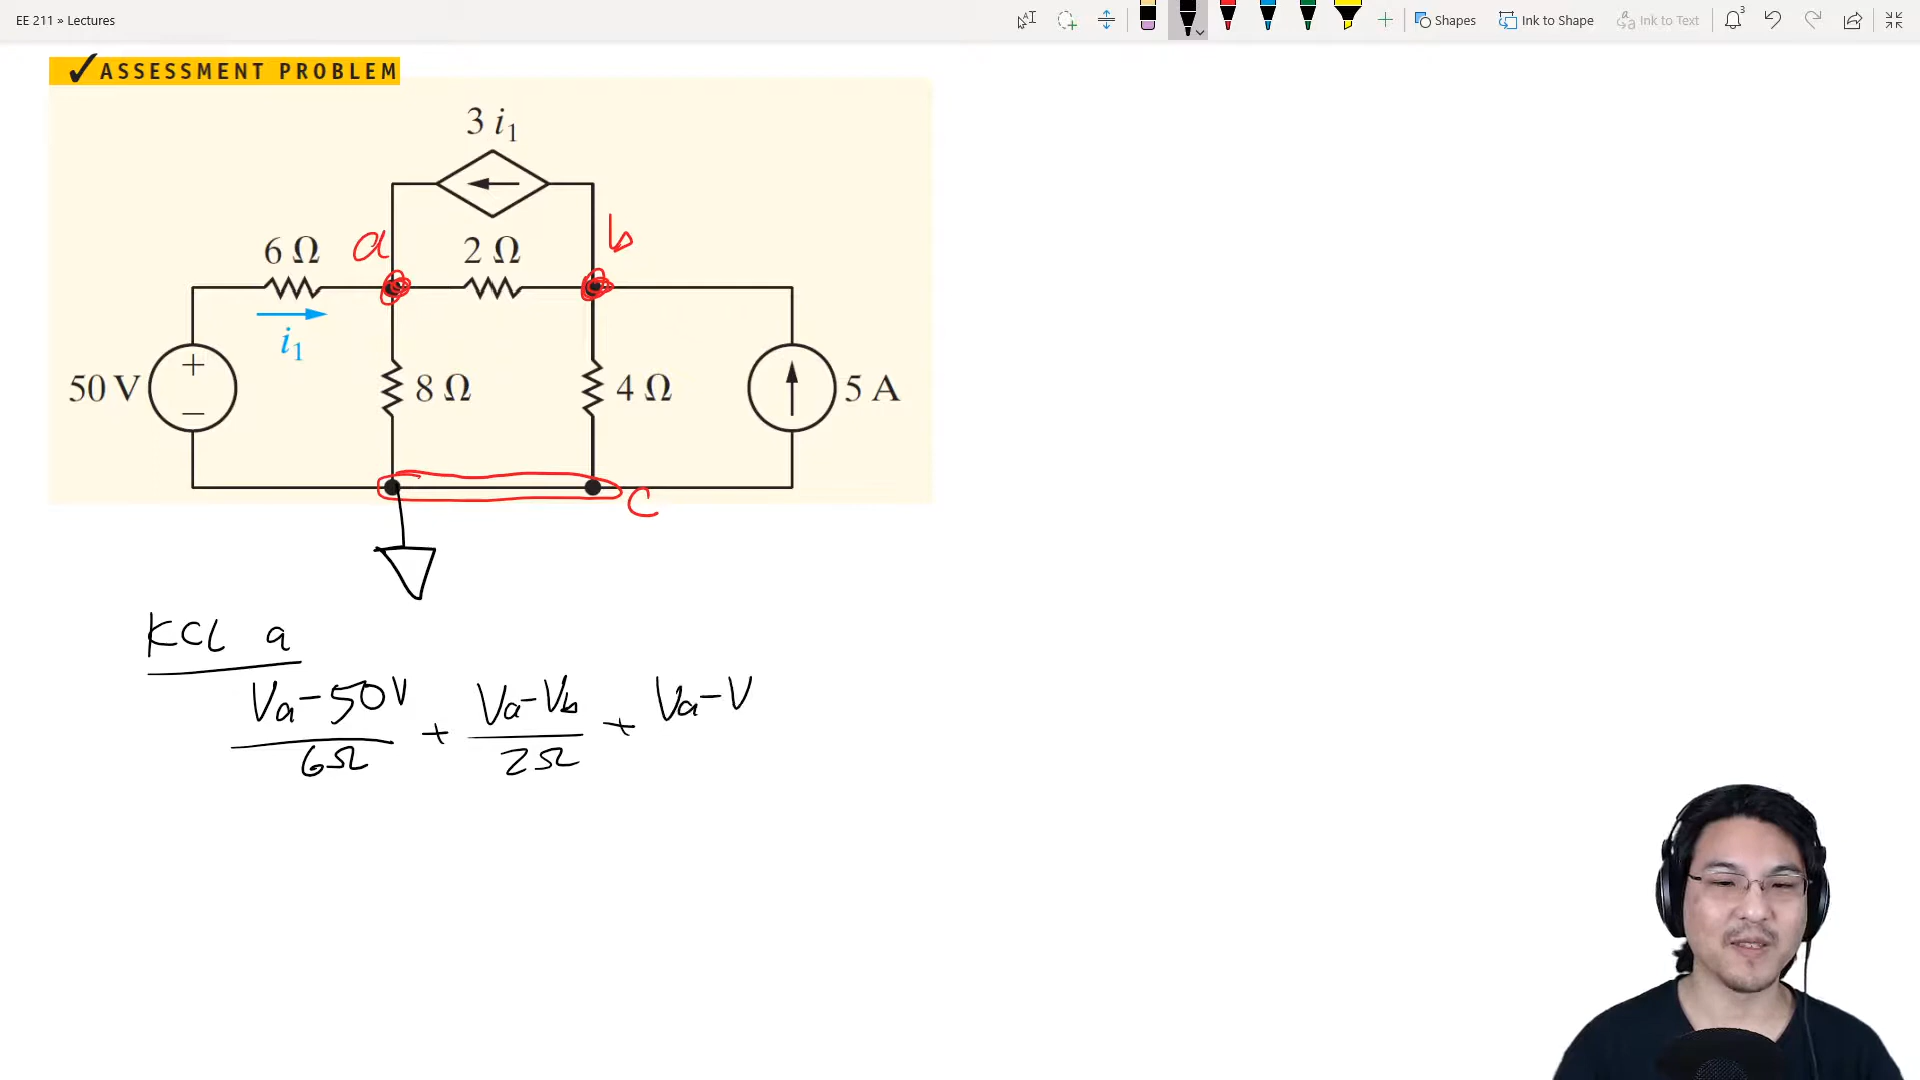 EE 211 » Lectures
Shapes
Ink to Shape
Ink to Text
3
✓ASSESSMENT PROBLEM
3 i₁
a
b
6 Ω
2 Ω
i₁
+
50 V
−
8 Ω
4 Ω
5 A
c
KCL a
Va-50V/6Ω + Va-Vb/2Ω + Va-V